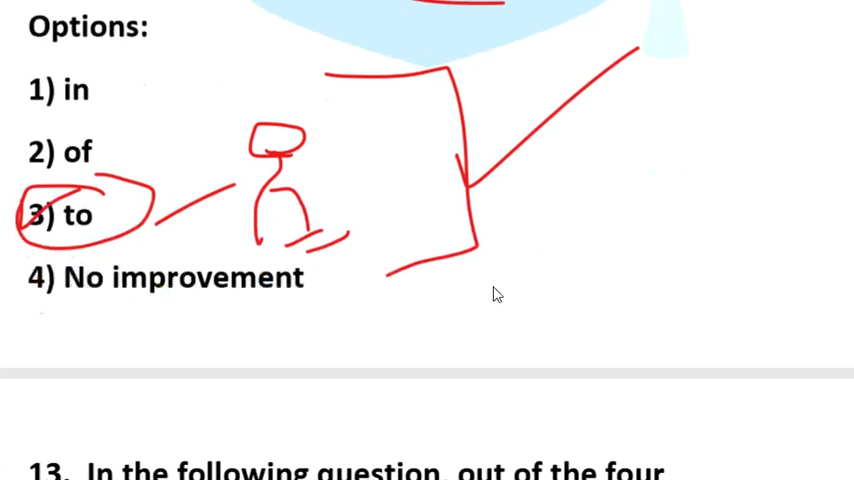 Options:
1) in
2) of
3) to
4) No improvement
13. In the following question, out of the four